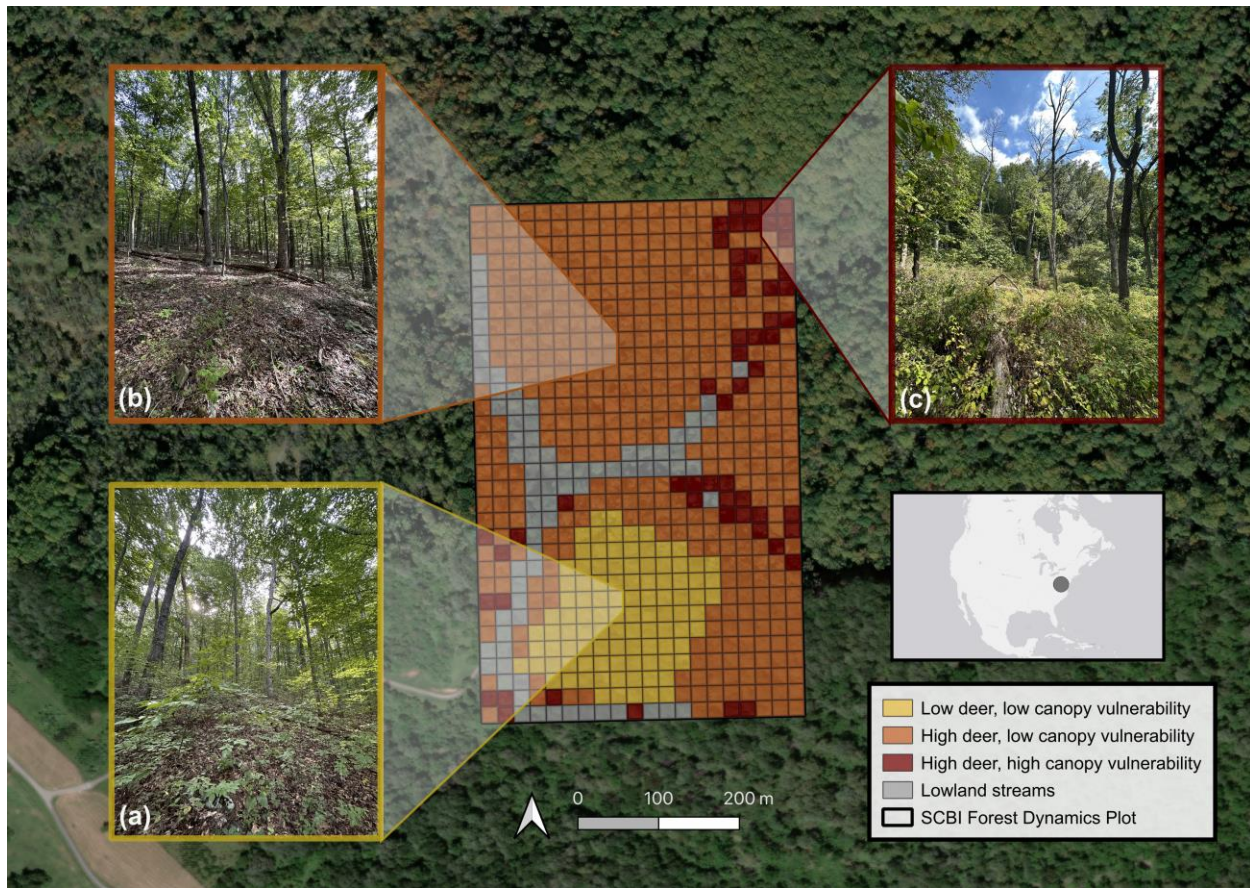 (b)
(c)
(a)
0 100 200 m
Low deer, low canopy vulnerability
High deer, low canopy vulnerability
High deer, high canopy vulnerability
Lowland streams
SCBI Forest Dynamics Plot